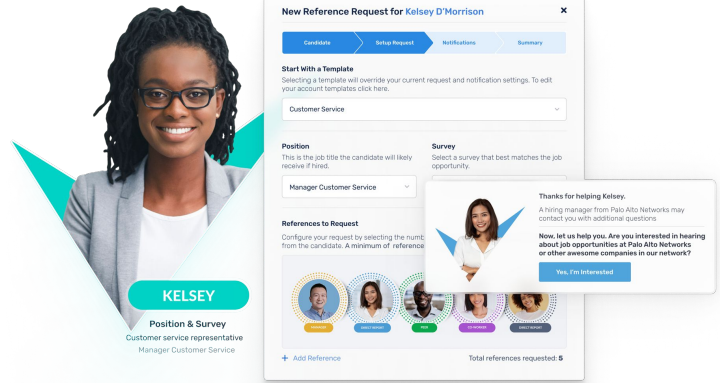 New Reference Request for Kelsey D'Morrison
Candidate
Setup Request
Notifications
Summary
Start With a Template
Selecting a template will override your current request and notification settings. To edit
your account templates click here.
Customer Service
Position
This is the job title the candidate will likely
receive if hired.
Manager Customer Service
Survey
Select a survey that best matches the job
opportunity.
References to Request
Configure your request by selecting the
from the candidate. A minimum of reference
MANAGER
DIRECT REPORT
PEER
CO-WORKER
DIRECT REPORT
+ Add Reference
Total references requested: 5
Thanks for helping Kelsey.
A hiring manager from Palo Alto Networks may
contact you with additional questions
Now, let us help you. Are you interested in hearing
about job opportunities at Palo Alto Networks
or other awesome companies in our network?
Yes, I'm Interested
KELSEY
Position & Survey
Customer service representative
Manager Customer Service